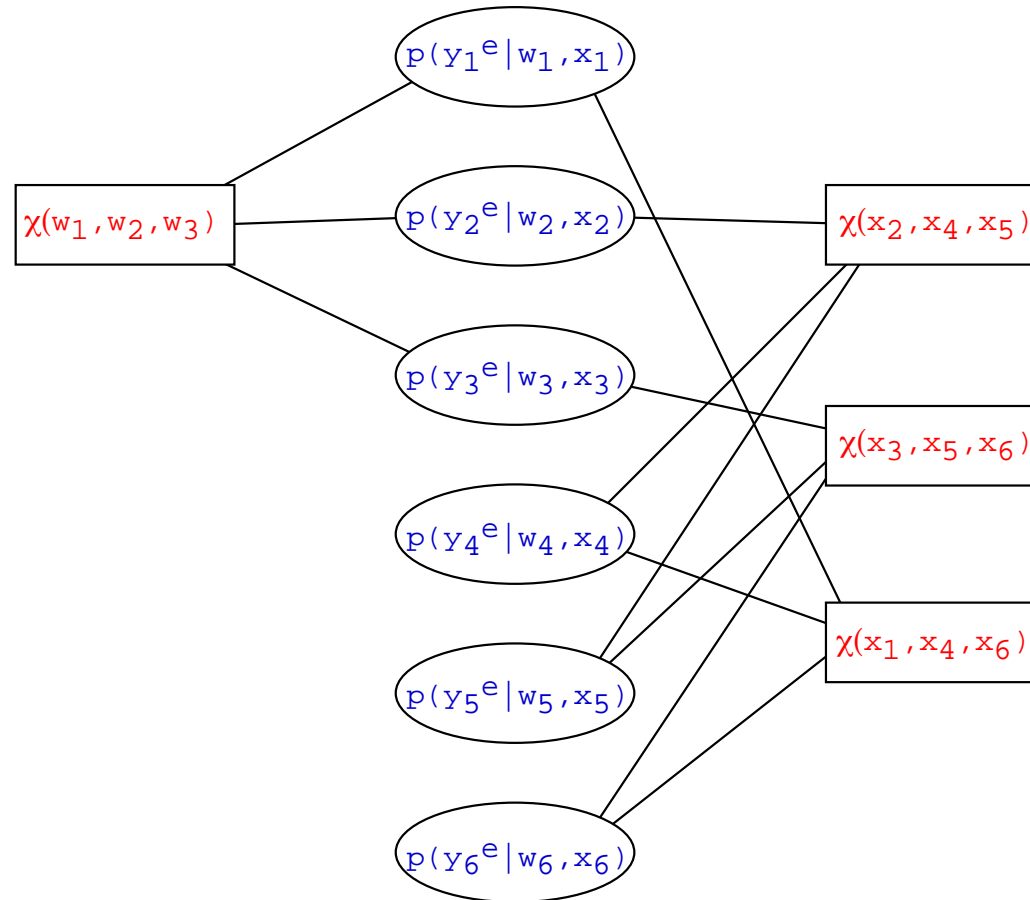 p(y₁ᵉ|w₁,x₁)
χ(w₁,w₂,w₃)
p(y₂ᵉ|w₂,x₂)
χ(x₂,x₄,x₅)
p(y₃ᵉ|w₃,x₃)
χ(x₃,x₅,x₆)
p(y₄ᵉ|w₄,x₄)
χ(x₁,x₄,x₆)
p(y₅ᵉ|w₅,x₅)
p(y₆ᵉ|w₆,x₆)